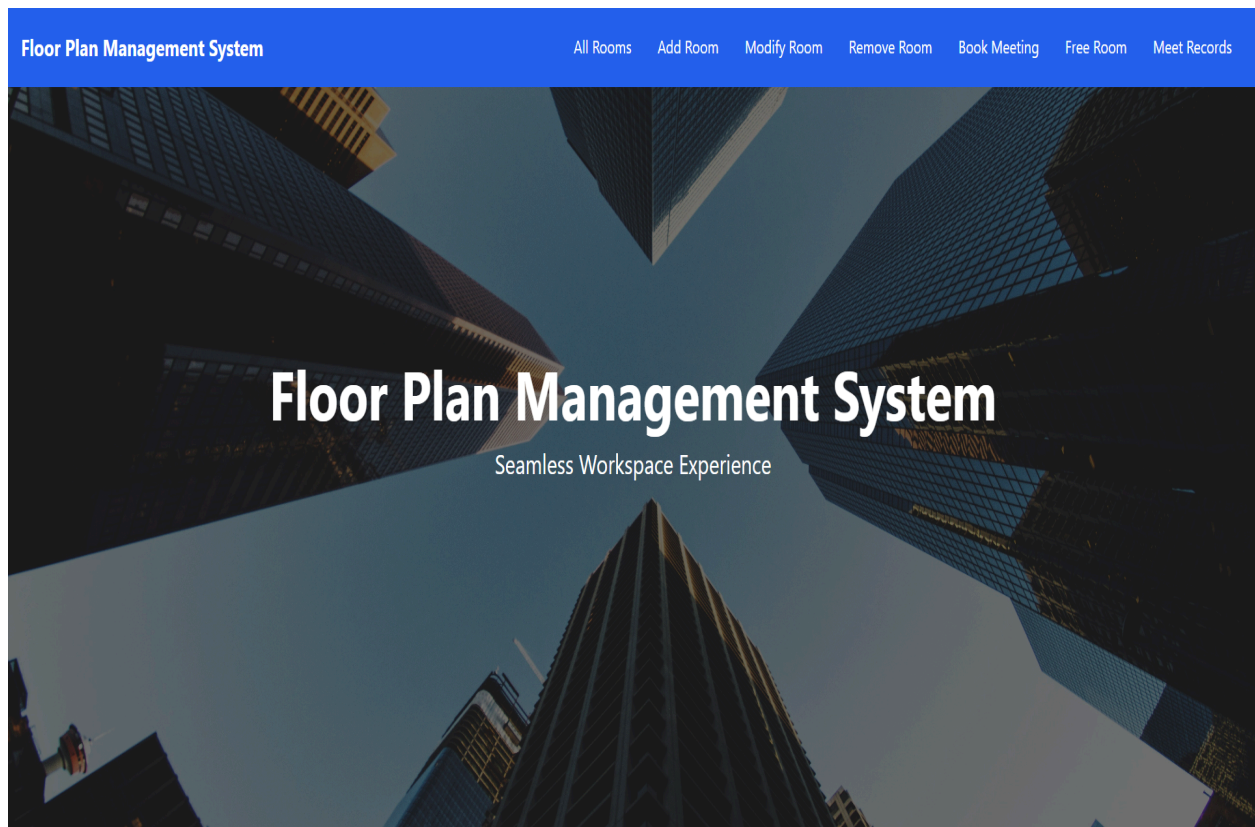 Floor Plan Management System
All Rooms Add Room Modify Room Remove Room Book Meeting Free Room Meet Records
Floor Plan Management System
Seamless Workspace Experience